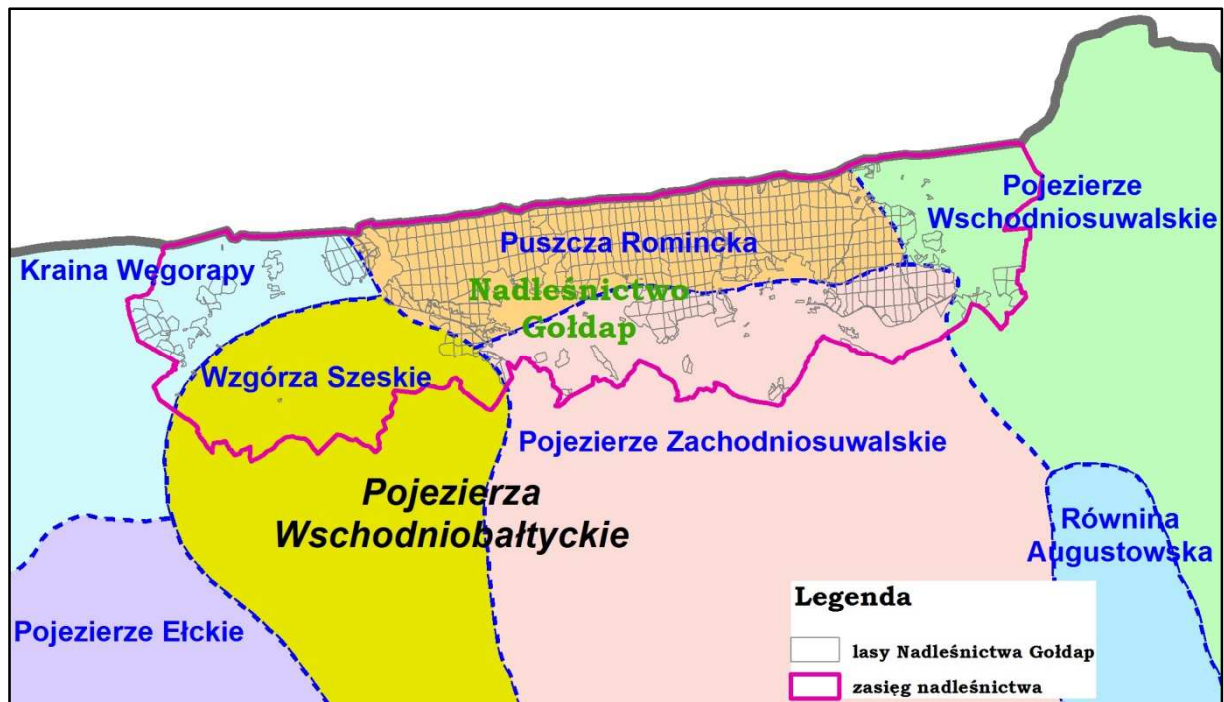 Pojezierze
Wschodniosuwalskie
Puszcza Romincka
Kraina Węgorapy
Nadleśnictwo
Gołdap
Wzgórza Szeskie
Pojezierze Zachodniosuwalskie
Pojezierza
Wschodniobałtyckie
Równina
Augustowska
Pojezierze Ełckie
Legenda
lasy Nadleśnictwa Gołdap
zasięg nadleśnictwa